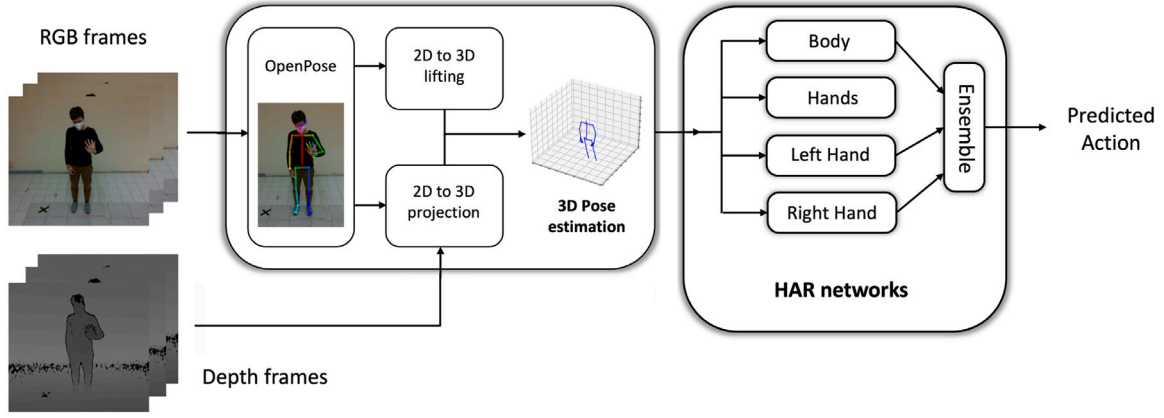 RGB frames
OpenPose
2D to 3D
lifting
2D to 3D
projection
3D Pose
estimation
Depth frames
Body
Hands
Left Hand
Right Hand
Ensemble
HAR networks
Predicted
Action